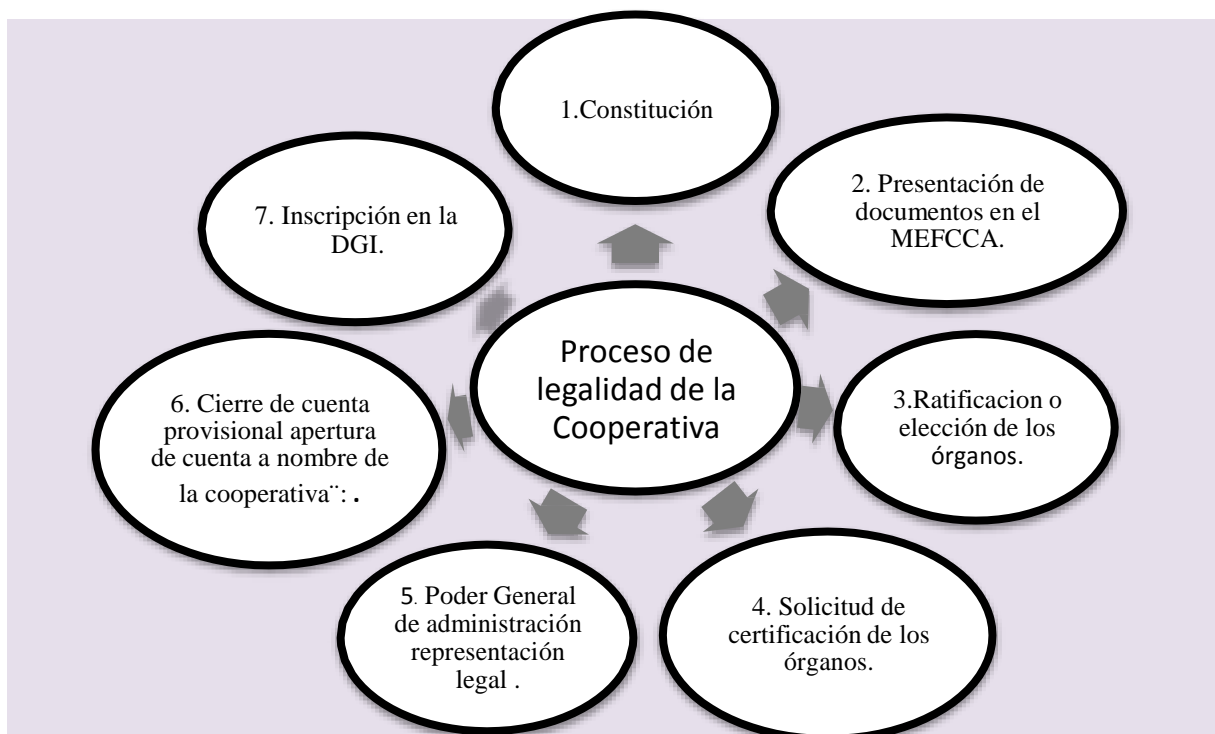 1.Constitución
2. Presentación de
documentos en el
MEFCCA.
3.Ratificacion o
elección de los
órganos.
4. Solicitud de
certificación de los
órganos.
5. Poder General
de administración
representación
legal .
6. Cierre de cuenta
provisional apertura
de cuenta a nombre de
la cooperativa¨: .
7. Inscripción en la
DGI.
Proceso de
legalidad de la
Cooperativa